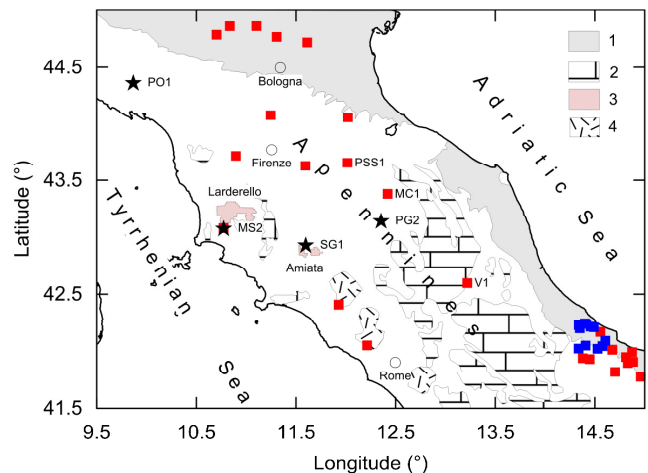 44.5
43.5
42.5
41.5
9.5
10.5
11.5
12.5
13.5
14.5
Latitude (°)
Longitude (°)
1
2
3
4
Adriatic Sea
Tyrrhenian Sea
Apennines
PO1
Bologna
Firenze
PSS1
MC1
Larderello
MS2
SG1
Amiata
PG2
V1
Rome